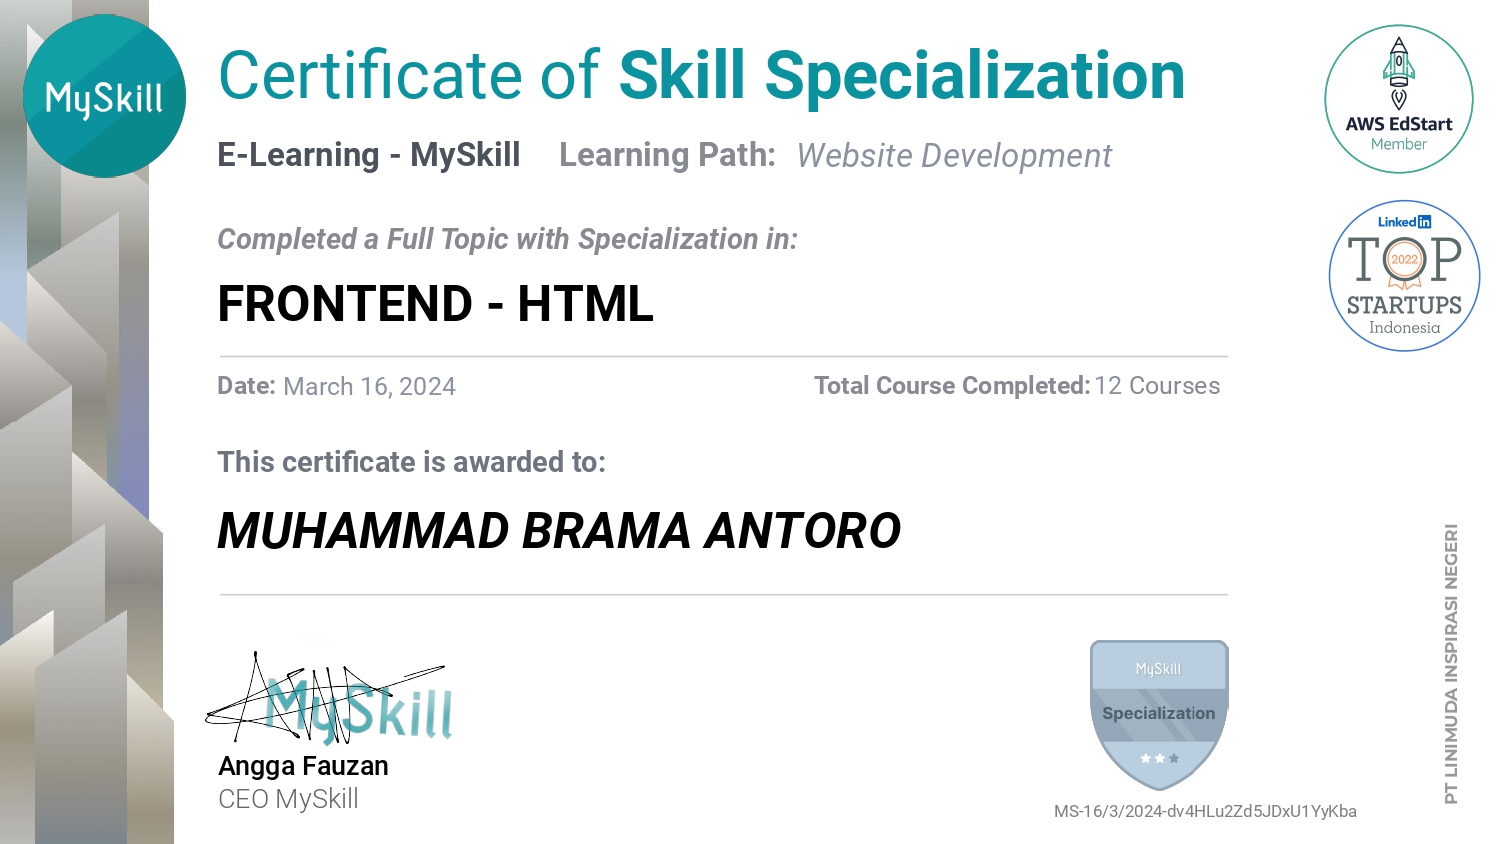 MySkill
Certificate of Skill Specialization
E-Learning - MySkill Learning Path: Website Development
Completed a Full Topic with Specialization in:
FRONTEND - HTML
Date: March 16, 2024
Total Course Completed: 12 Courses
This certificate is awarded to:
MUHAMMAD BRAMA ANTORO
MySkill
Angga Fauzan
CEO MySkill
MySkill
Specialization
MS-16/3/2024-dv4HLu2Zd5JDxU1YyKba
AWS EdStart
Member
Linkedin
TOP
2022
STARTUPS
Indonesia
PT LINIMUDA INSPIRASI NEGERI